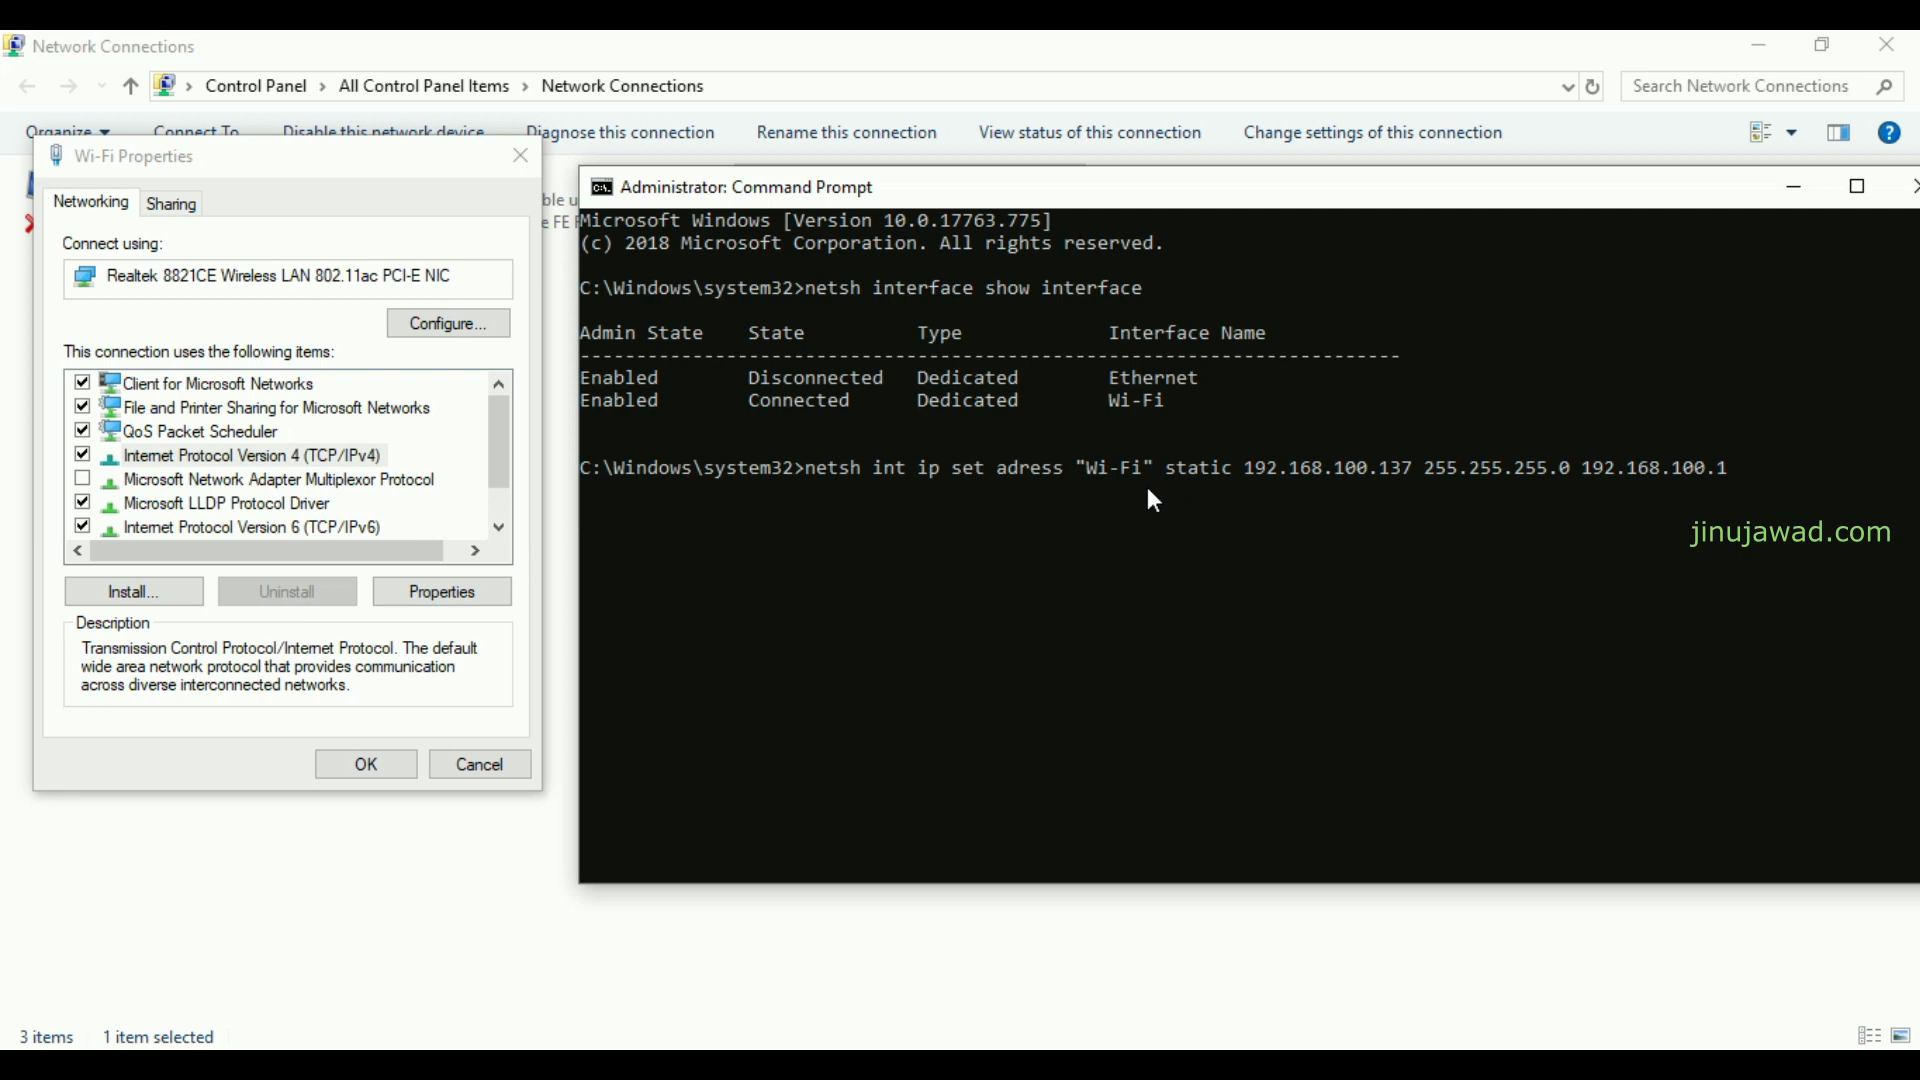 Network Connections
Control Panel › All Control Panel Items › Network Connections
Search Network Connections
Organize Connect To Disable this network device Diagnose this connection Rename this connection View status of this connection Change settings of this connection
Wi-Fi Properties
Networking Sharing
Connect using:
Realtek 8821CE Wireless LAN 802.11ac PCI-E NIC
Configure...
This connection uses the following items:
Client for Microsoft Networks
File and Printer Sharing for Microsoft Networks
QoS Packet Scheduler
Internet Protocol Version 4 (TCP/IPv4)
Microsoft Network Adapter Multiplexor Protocol
Microsoft LLDP Protocol Driver
Internet Protocol Version 6 (TCP/IPv6)
Install... Uninstall Properties
Description
Transmission Control Protocol/Internet Protocol. The default
wide area network protocol that provides communication
across diverse interconnected networks.
OK Cancel
ble u
e FE
Administrator: Command Prompt
Microsoft Windows [Version 10.0.17763.775]
(c) 2018 Microsoft Corporation. All rights reserved.
C:\Windows\system32>netsh interface show interface
Admin State State Type Interface Name
-------------------------------------------------------------------------
Enabled Disconnected Dedicated Ethernet
Enabled Connected Dedicated Wi-Fi
C:\Windows\system32>netsh int ip set adress "Wi-Fi" static 192.168.100.137 255.255.255.0 192.168.100.1
jinujawad.com
3 items 1 item selected